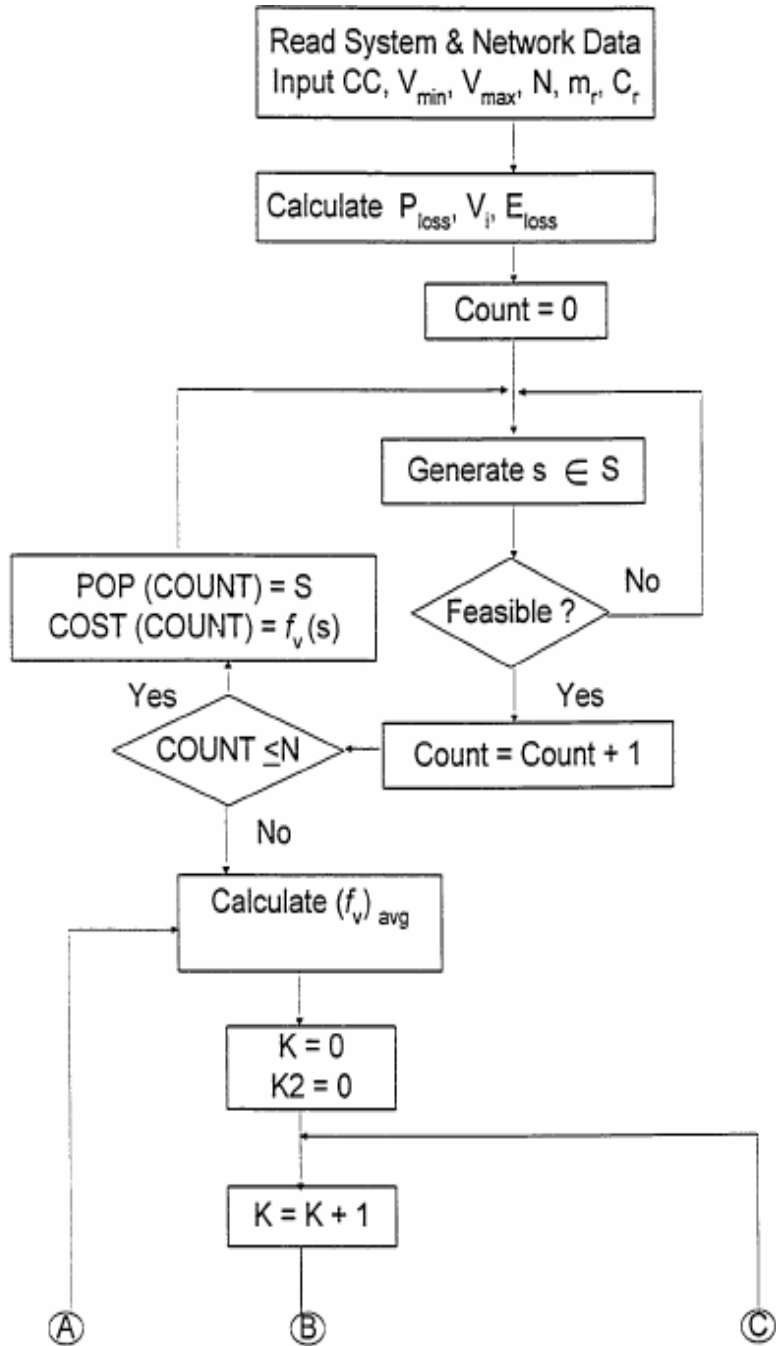 Read System & Network Data
Input CC, Vmin, Vmax, N, mr, Cr
Calculate Ploss, Vi, Eloss
Count = 0
Generate s ∈ S
Feasible ?
No
Yes
Count = Count + 1
POP (COUNT) = S
COST (COUNT) = fv(s)
Yes
COUNT ≤N
No
Calculate (fv) avg
K = 0
K2 = 0
K = K + 1
A
B
C